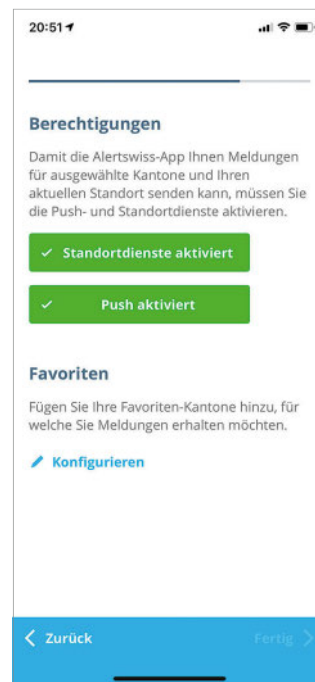 20:51
Berechtigungen
Damit die Alertswiss-App Ihnen Meldungen
für ausgewählte Kantone und Ihren
aktuellen Standort senden kann, müssen Sie
die Push- und Standortdienste aktivieren.
Standortdienste aktiviert
Push aktiviert
Favoriten
Fügen Sie Ihre Favoriten-Kantone hinzu, für
welche Sie Meldungen erhalten möchten.
Konfigurieren
Zurück
Fertig